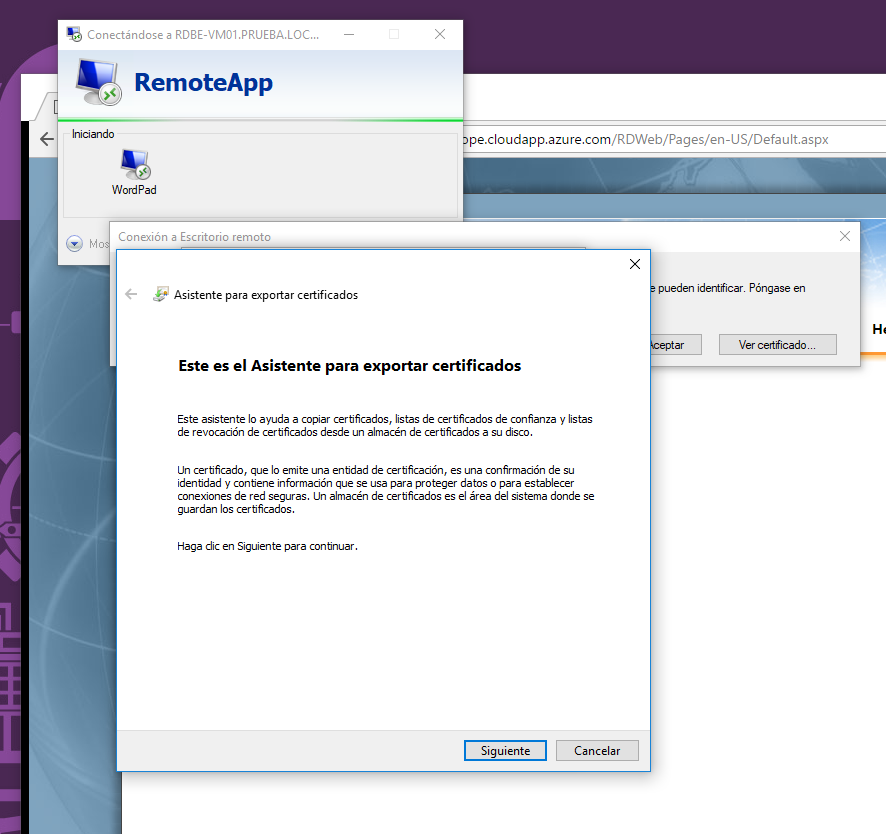 Conectándose a RDBE-VM01.PRUEBA.LOC...
RemoteApp
Iniciando
WordPad
ope.cloudapp.azure.com/RDWeb/Pages/en-US/Default.aspx
Conexión a Escritorio remoto
e pueden identificar. Póngase en
Aceptar
Ver certificado...
Asistente para exportar certificados
Este es el Asistente para exportar certificados
Este asistente lo ayuda a copiar certificados, listas de certificados de confianza y listas
de revocación de certificados desde un almacén de certificados a su disco.
Un certificado, que lo emite una entidad de certificación, es una confirmación de su
identidad y contiene información que se usa para proteger datos o para establecer
conexiones de red seguras. Un almacén de certificados es el área del sistema donde se
guardan los certificados.
Haga clic en Siguiente para continuar.
Siguiente
Cancelar